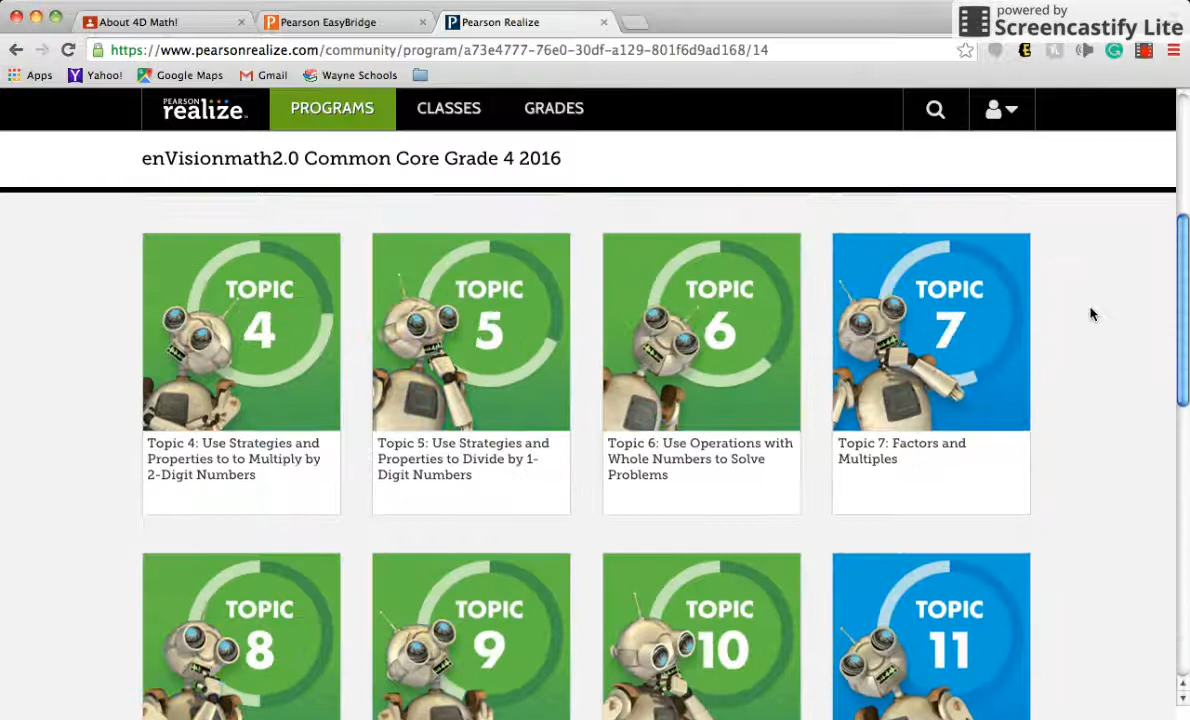 About 4D Math!
Pearson EasyBridge
Pearson Realize
powered by
Screencastify Lite
https://www.pearsonrealize.com/community/program/a73e4777-76e0-30df-a129-801f6d9ad168/14
Apps
Yahoo!
Google Maps
Gmail
Wayne Schools
PEARSON
realize
PROGRAMS
CLASSES
GRADES
enVisionmath2.0 Common Core Grade 4 2016
TOPIC
4
TOPIC
5
TOPIC
6
TOPIC
7
Topic 4: Use Strategies and
Properties to to Multiply by
2-Digit Numbers
Topic 5: Use Strategies and
Properties to Divide by 1-
Digit Numbers
Topic 6: Use Operations with
Whole Numbers to Solve
Problems
Topic 7: Factors and
Multiples
TOPIC
8
TOPIC
9
TOPIC
10
TOPIC
11